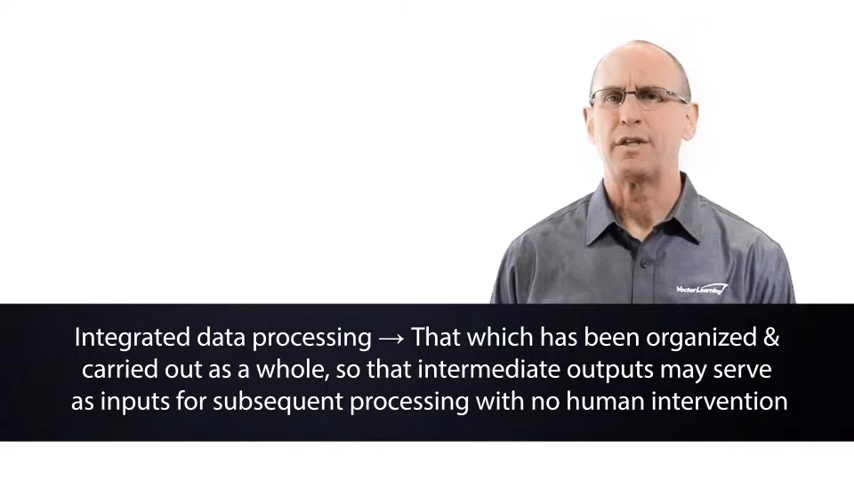 VectorLearning
Integrated data processing → That which has been organized &
carried out as a whole, so that intermediate outputs may serve
as inputs for subsequent processing with no human intervention